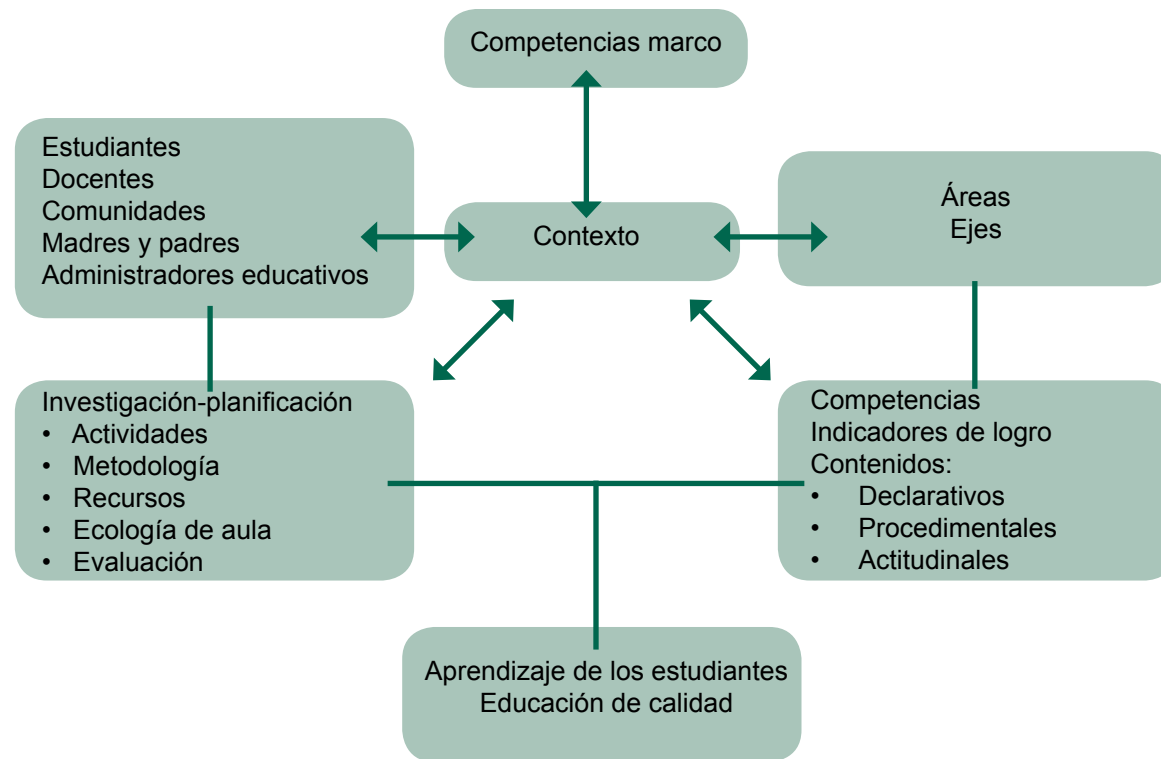 Competencias marco
Estudiantes
Docentes
Comunidades
Madres y padres
Administradores educativos
Contexto
Áreas
Ejes
Investigación-planificación
• Actividades
• Metodología
• Recursos
• Ecología de aula
• Evaluación
Competencias
Indicadores de logro
Contenidos:
• Declarativos
• Procedimentales
• Actitudinales
Aprendizaje de los estudiantes
Educación de calidad